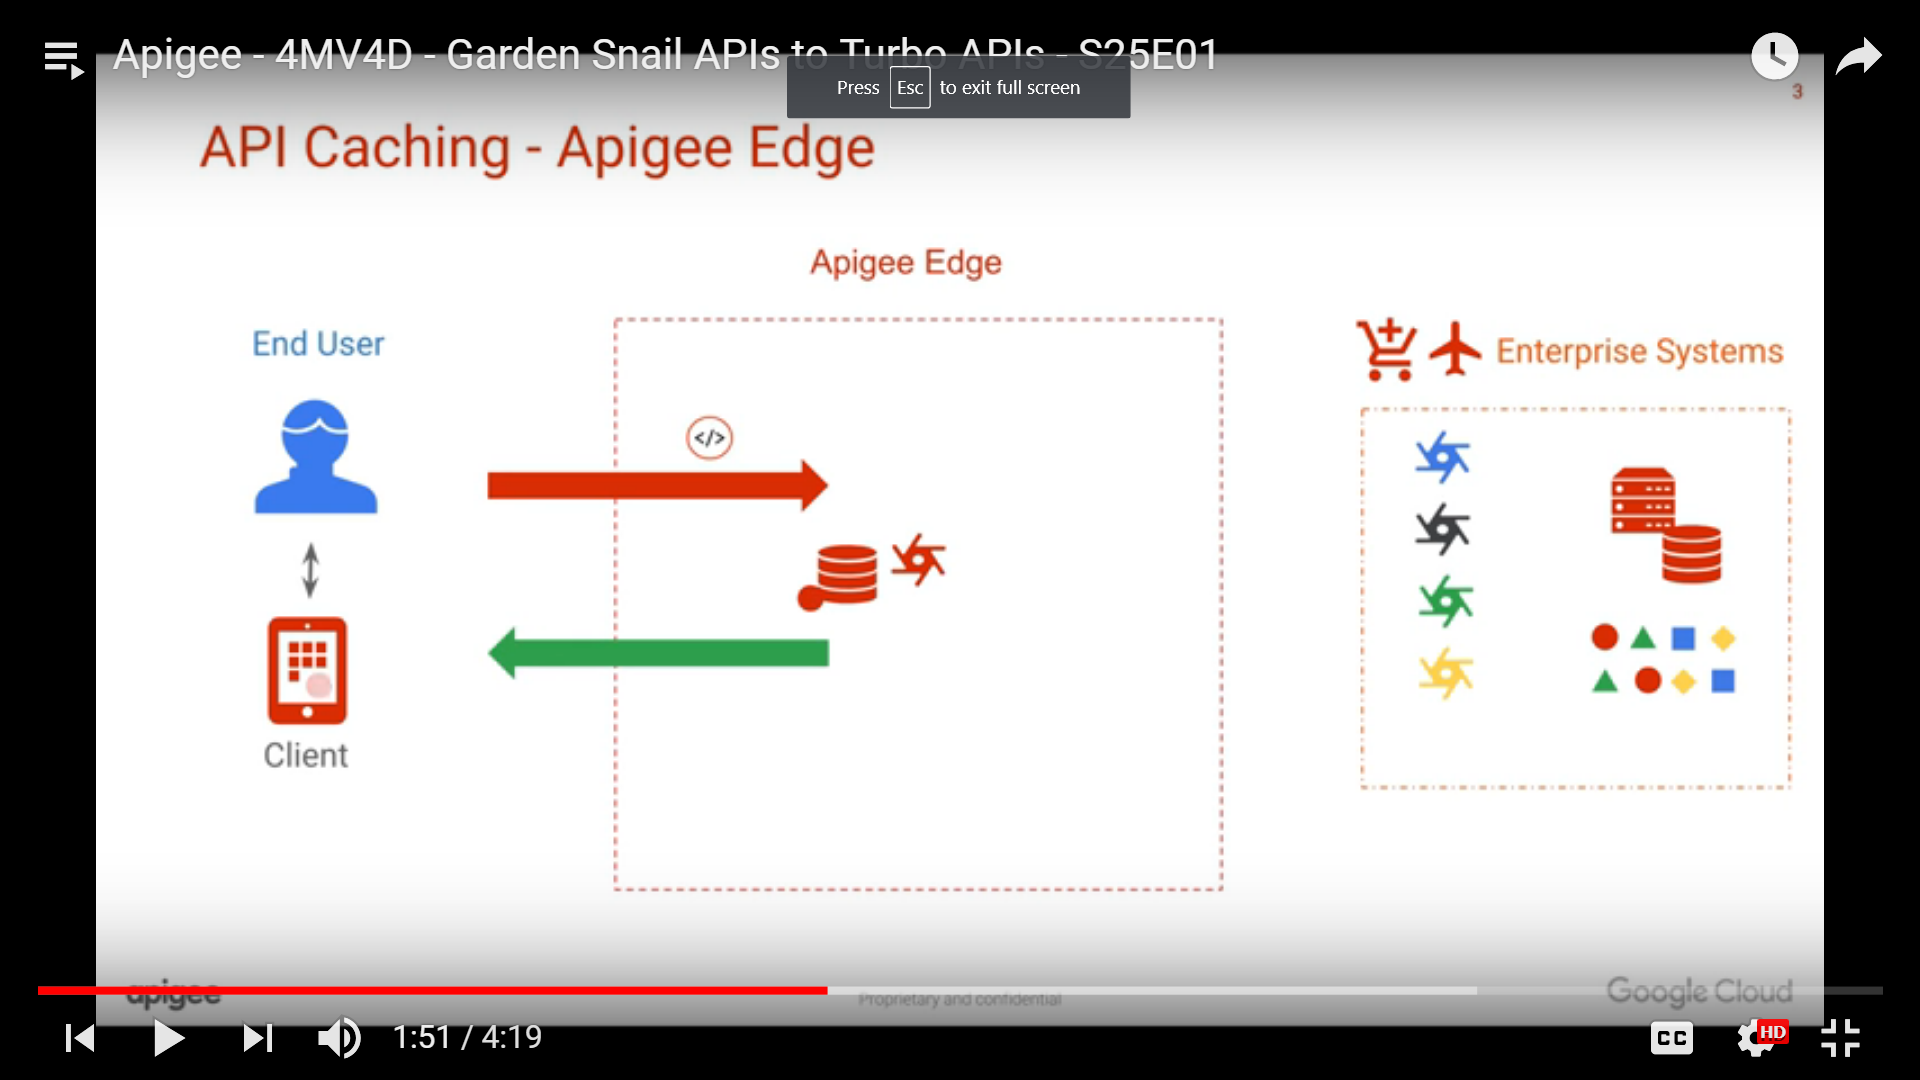 Apigee - 4MV4D - Garden Snail APIs to Turbo APIs - S25E01
Press Esc to exit full screen
3
API Caching - Apigee Edge
Apigee Edge
End User
Enterprise Systems
</>
Client
apigee
Proprietary and confidential
Google Cloud
1:51 / 4:19
CC
HD